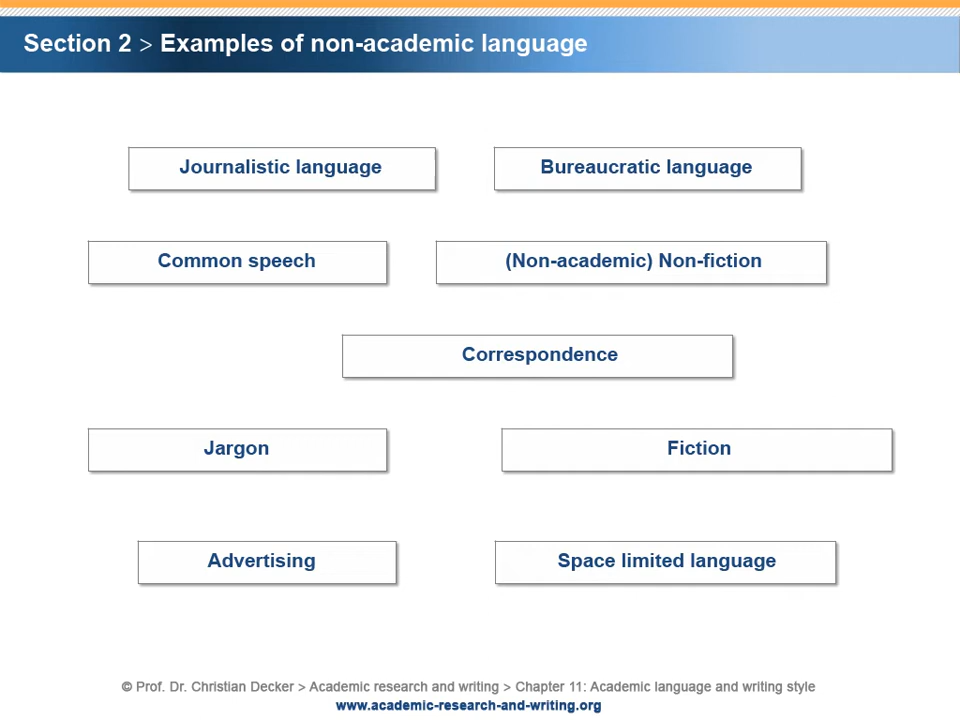 Section 2 > Examples of non-academic language
Journalistic language
Bureaucratic language
Common speech
(Non-academic) Non-fiction
Correspondence
Jargon
Fiction
Advertising
Space limited language
© Prof. Dr. Christian Decker > Academic research and writing > Chapter 11: Academic language and writing style
www.academic-research-and-writing.org